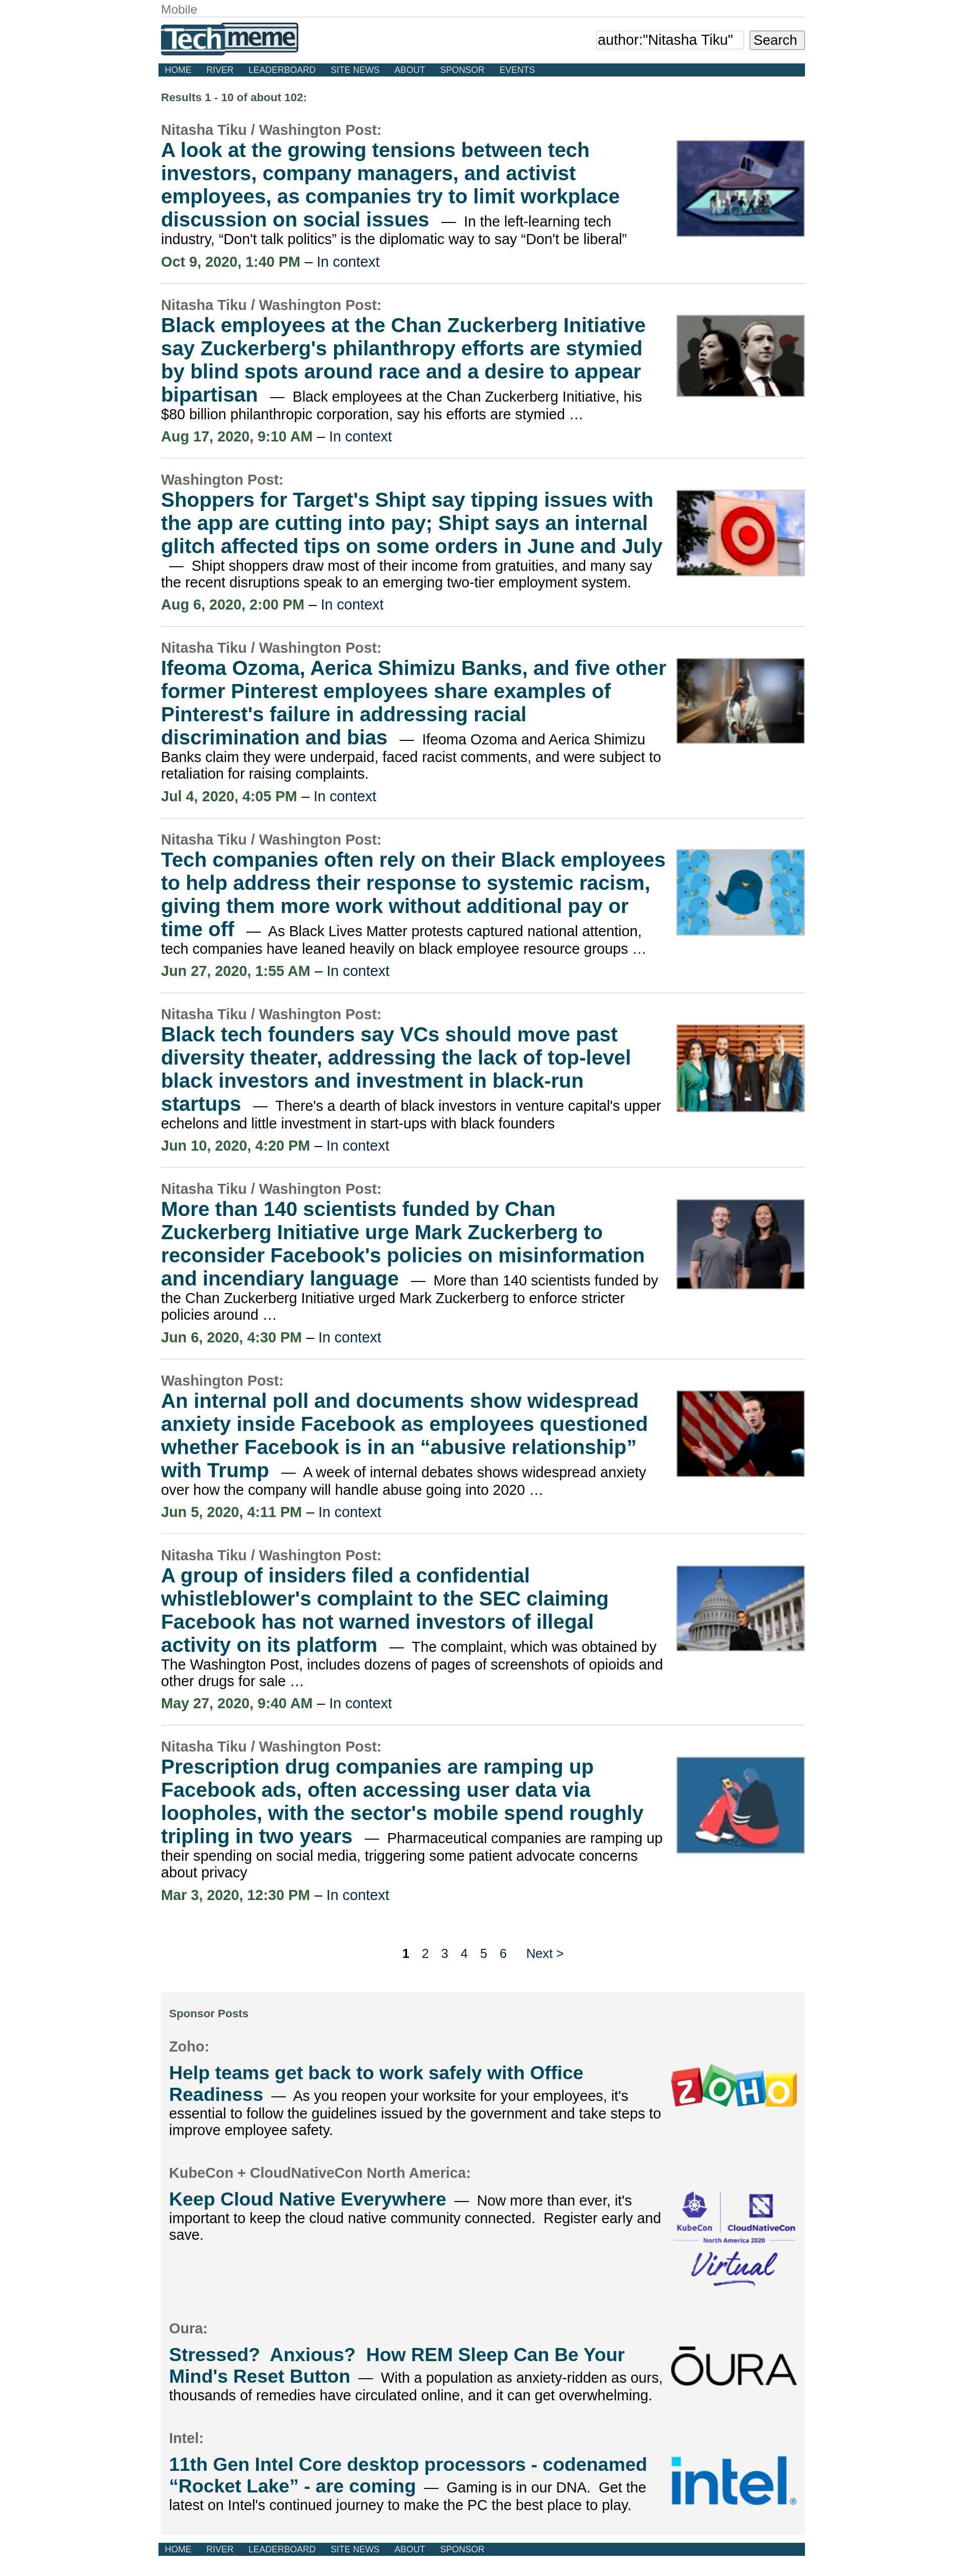 Mobile
Techmeme
author:"Nitasha Tiku"
Search
HOME RIVER LEADERBOARD SITE NEWS ABOUT SPONSOR EVENTS
Results 1 - 10 of about 102:
Nitasha Tiku / Washington Post:
A look at the growing tensions between tech
investors, company managers, and activist
employees, as companies try to limit workplace
discussion on social issues — In the left-learning tech
industry, “Don't talk politics” is the diplomatic way to say “Don't be liberal”
Oct 9, 2020, 1:40 PM – In context
Nitasha Tiku / Washington Post:
Black employees at the Chan Zuckerberg Initiative
say Zuckerberg's philanthropy efforts are stymied
by blind spots around race and a desire to appear
bipartisan — Black employees at the Chan Zuckerberg Initiative, his
$80 billion philanthropic corporation, say his efforts are stymied …
Aug 17, 2020, 9:10 AM – In context
Washington Post:
Shoppers for Target's Shipt say tipping issues with
the app are cutting into pay; Shipt says an internal
glitch affected tips on some orders in June and July
— Shipt shoppers draw most of their income from gratuities, and many say
the recent disruptions speak to an emerging two-tier employment system.
Aug 6, 2020, 2:00 PM – In context
Nitasha Tiku / Washington Post:
Ifeoma Ozoma, Aerica Shimizu Banks, and five other
former Pinterest employees share examples of
Pinterest's failure in addressing racial
discrimination and bias — Ifeoma Ozoma and Aerica Shimizu
Banks claim they were underpaid, faced racist comments, and were subject to
retaliation for raising complaints.
Jul 4, 2020, 4:05 PM – In context
Nitasha Tiku / Washington Post:
Tech companies often rely on their Black employees
to help address their response to systemic racism,
giving them more work without additional pay or
time off — As Black Lives Matter protests captured national attention,
tech companies have leaned heavily on black employee resource groups …
Jun 27, 2020, 1:55 AM – In context
Nitasha Tiku / Washington Post:
Black tech founders say VCs should move past
diversity theater, addressing the lack of top-level
black investors and investment in black-run
startups — There's a dearth of black investors in venture capital's upper
echelons and little investment in start-ups with black founders
Jun 10, 2020, 4:20 PM – In context
Nitasha Tiku / Washington Post:
More than 140 scientists funded by Chan
Zuckerberg Initiative urge Mark Zuckerberg to
reconsider Facebook's policies on misinformation
and incendiary language — More than 140 scientists funded by
the Chan Zuckerberg Initiative urged Mark Zuckerberg to enforce stricter
policies around …
Jun 6, 2020, 4:30 PM – In context
Washington Post:
An internal poll and documents show widespread
anxiety inside Facebook as employees questioned
whether Facebook is in an “abusive relationship”
with Trump — A week of internal debates shows widespread anxiety
over how the company will handle abuse going into 2020 …
Jun 5, 2020, 4:11 PM – In context
Nitasha Tiku / Washington Post:
A group of insiders filed a confidential
whistleblower's complaint to the SEC claiming
Facebook has not warned investors of illegal
activity on its platform — The complaint, which was obtained by
The Washington Post, includes dozens of pages of screenshots of opioids and
other drugs for sale …
May 27, 2020, 9:40 AM – In context
Nitasha Tiku / Washington Post:
Prescription drug companies are ramping up
Facebook ads, often accessing user data via
loopholes, with the sector's mobile spend roughly
tripling in two years — Pharmaceutical companies are ramping up
their spending on social media, triggering some patient advocate concerns
about privacy
Mar 3, 2020, 12:30 PM – In context
1 2 3 4 5 6 Next >
Sponsor Posts
Zoho:
Help teams get back to work safely with Office
Readiness — As you reopen your worksite for your employees, it's
essential to follow the guidelines issued by the government and take steps to
improve employee safety.
ZOHO
KubeCon + CloudNativeCon North America:
Keep Cloud Native Everywhere — Now more than ever, it's
important to keep the cloud native community connected. Register early and
save.
KubeCon CloudNativeCon
North America 2020
Virtual
Oura:
Stressed? Anxious? How REM Sleep Can Be Your
Mind's Reset Button — With a population as anxiety-ridden as ours,
thousands of remedies have circulated online, and it can get overwhelming.
ŌURA
Intel:
11th Gen Intel Core desktop processors - codenamed
“Rocket Lake” - are coming — Gaming is in our DNA. Get the
latest on Intel's continued journey to make the PC the best place to play.
intel®
HOME RIVER LEADERBOARD SITE NEWS ABOUT SPONSOR